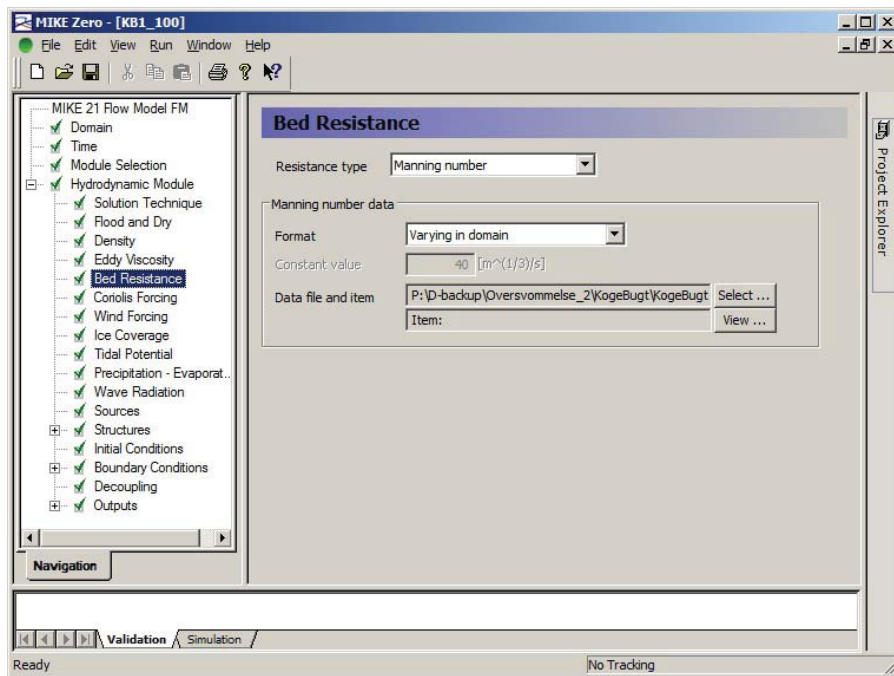 MIKE Zero - [KB1_100]
File Edit View Run Window Help
MIKE 21 Flow Model FM
Domain
Time
Module Selection
Hydrodynamic Module
Solution Technique
Flood and Dry
Density
Eddy Viscosity
Bed Resistance
Coriolis Forcing
Wind Forcing
Ice Coverage
Tidal Potential
Precipitation - Evaporat..
Wave Radiation
Sources
Structures
Initial Conditions
Boundary Conditions
Decoupling
Outputs
Navigation
Bed Resistance
Resistance type Manning number
Manning number data
Format Varying in domain
Constant value 40 [m^(1/3)/s]
Data file and item P:\D-backup\Oversvommelse_2\KogeBugt\KogeBugt Select ...
Item: View ...
Project Explorer
Validation Simulation
Ready No Tracking